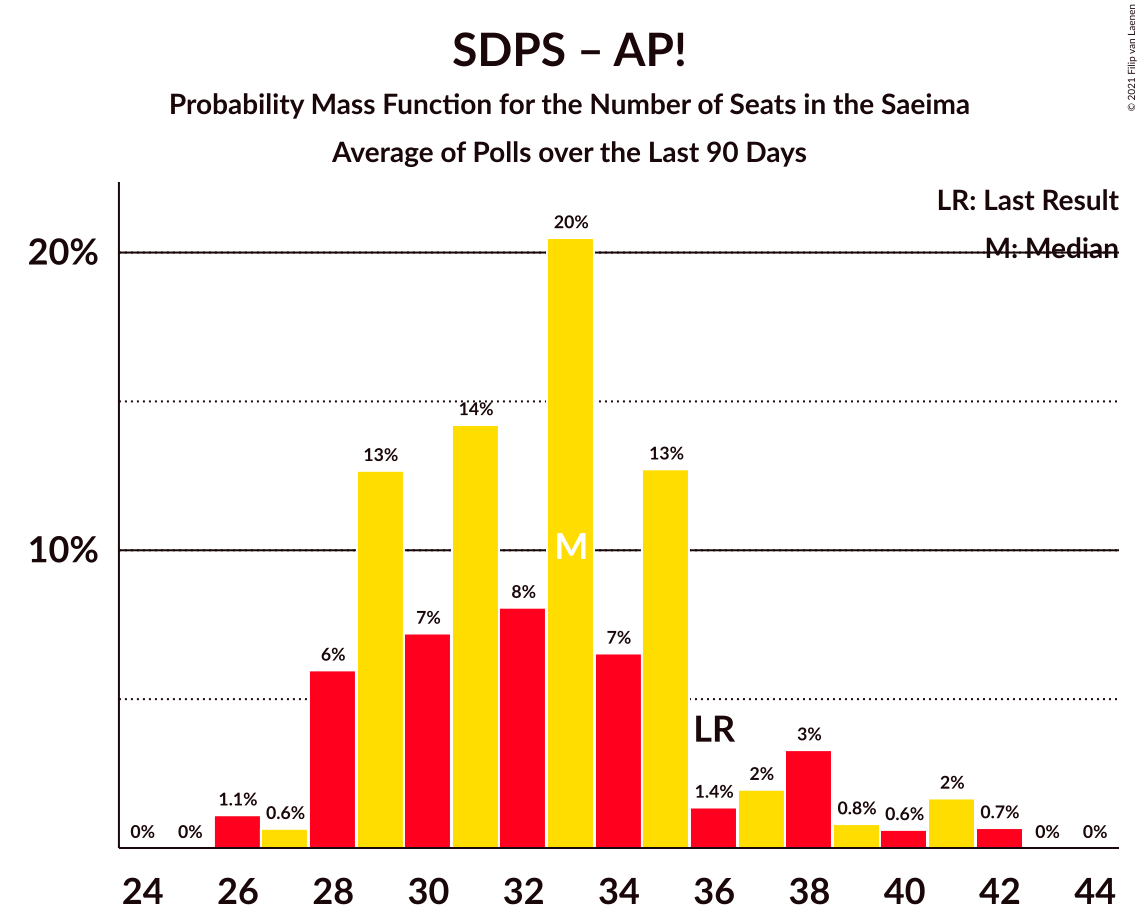 SDPS – AP!
Probability Mass Function for the Number of Seats in the Saeima
Average of Polls over the Last 90 Days
© 2021 Filip van Laenen
LR: Last Result
M: Median
20%
10%
0%
0%
1.1%
0.6%
6%
13%
7%
14%
8%
20%
M
7%
13%
LR
1.4%
2%
3%
0.8%
0.6%
2%
0.7%
0%
0%
24 26 28 30 32 34 36 38 40 42 44